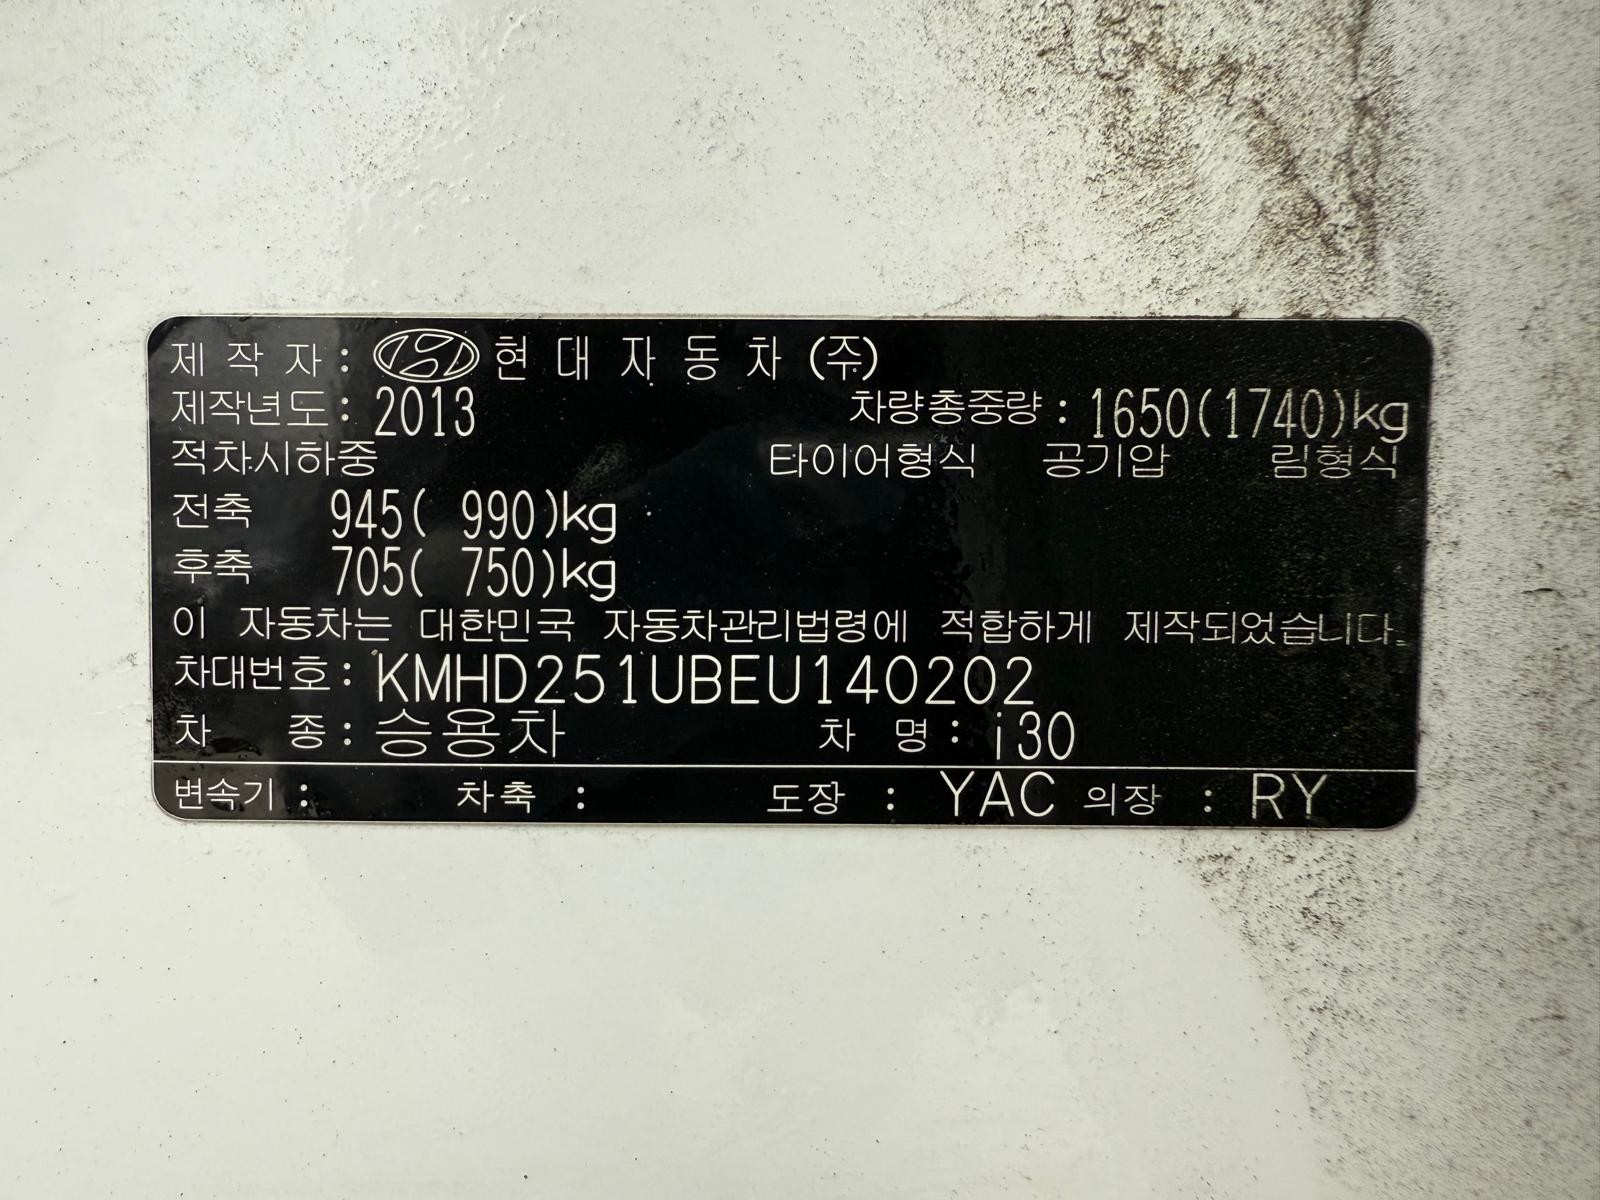 제 작 자 : 현 대 자 동 차 (주)
제작년도 : 2013 차량총중량 : 1650(1740)kg
적차시하중 타이어형식 공기압 림형식
전축 945( 990)kg
후축 705( 750)kg
이 자동차는 대한민국 자동차관리법령에 적합하게 제작되었습니다.
차대번호 : KMHD251UBEU140202
차 종 : 승용차 차 명 : i30
변속기 : 차축 : 도장 : YAC 의장 : RY